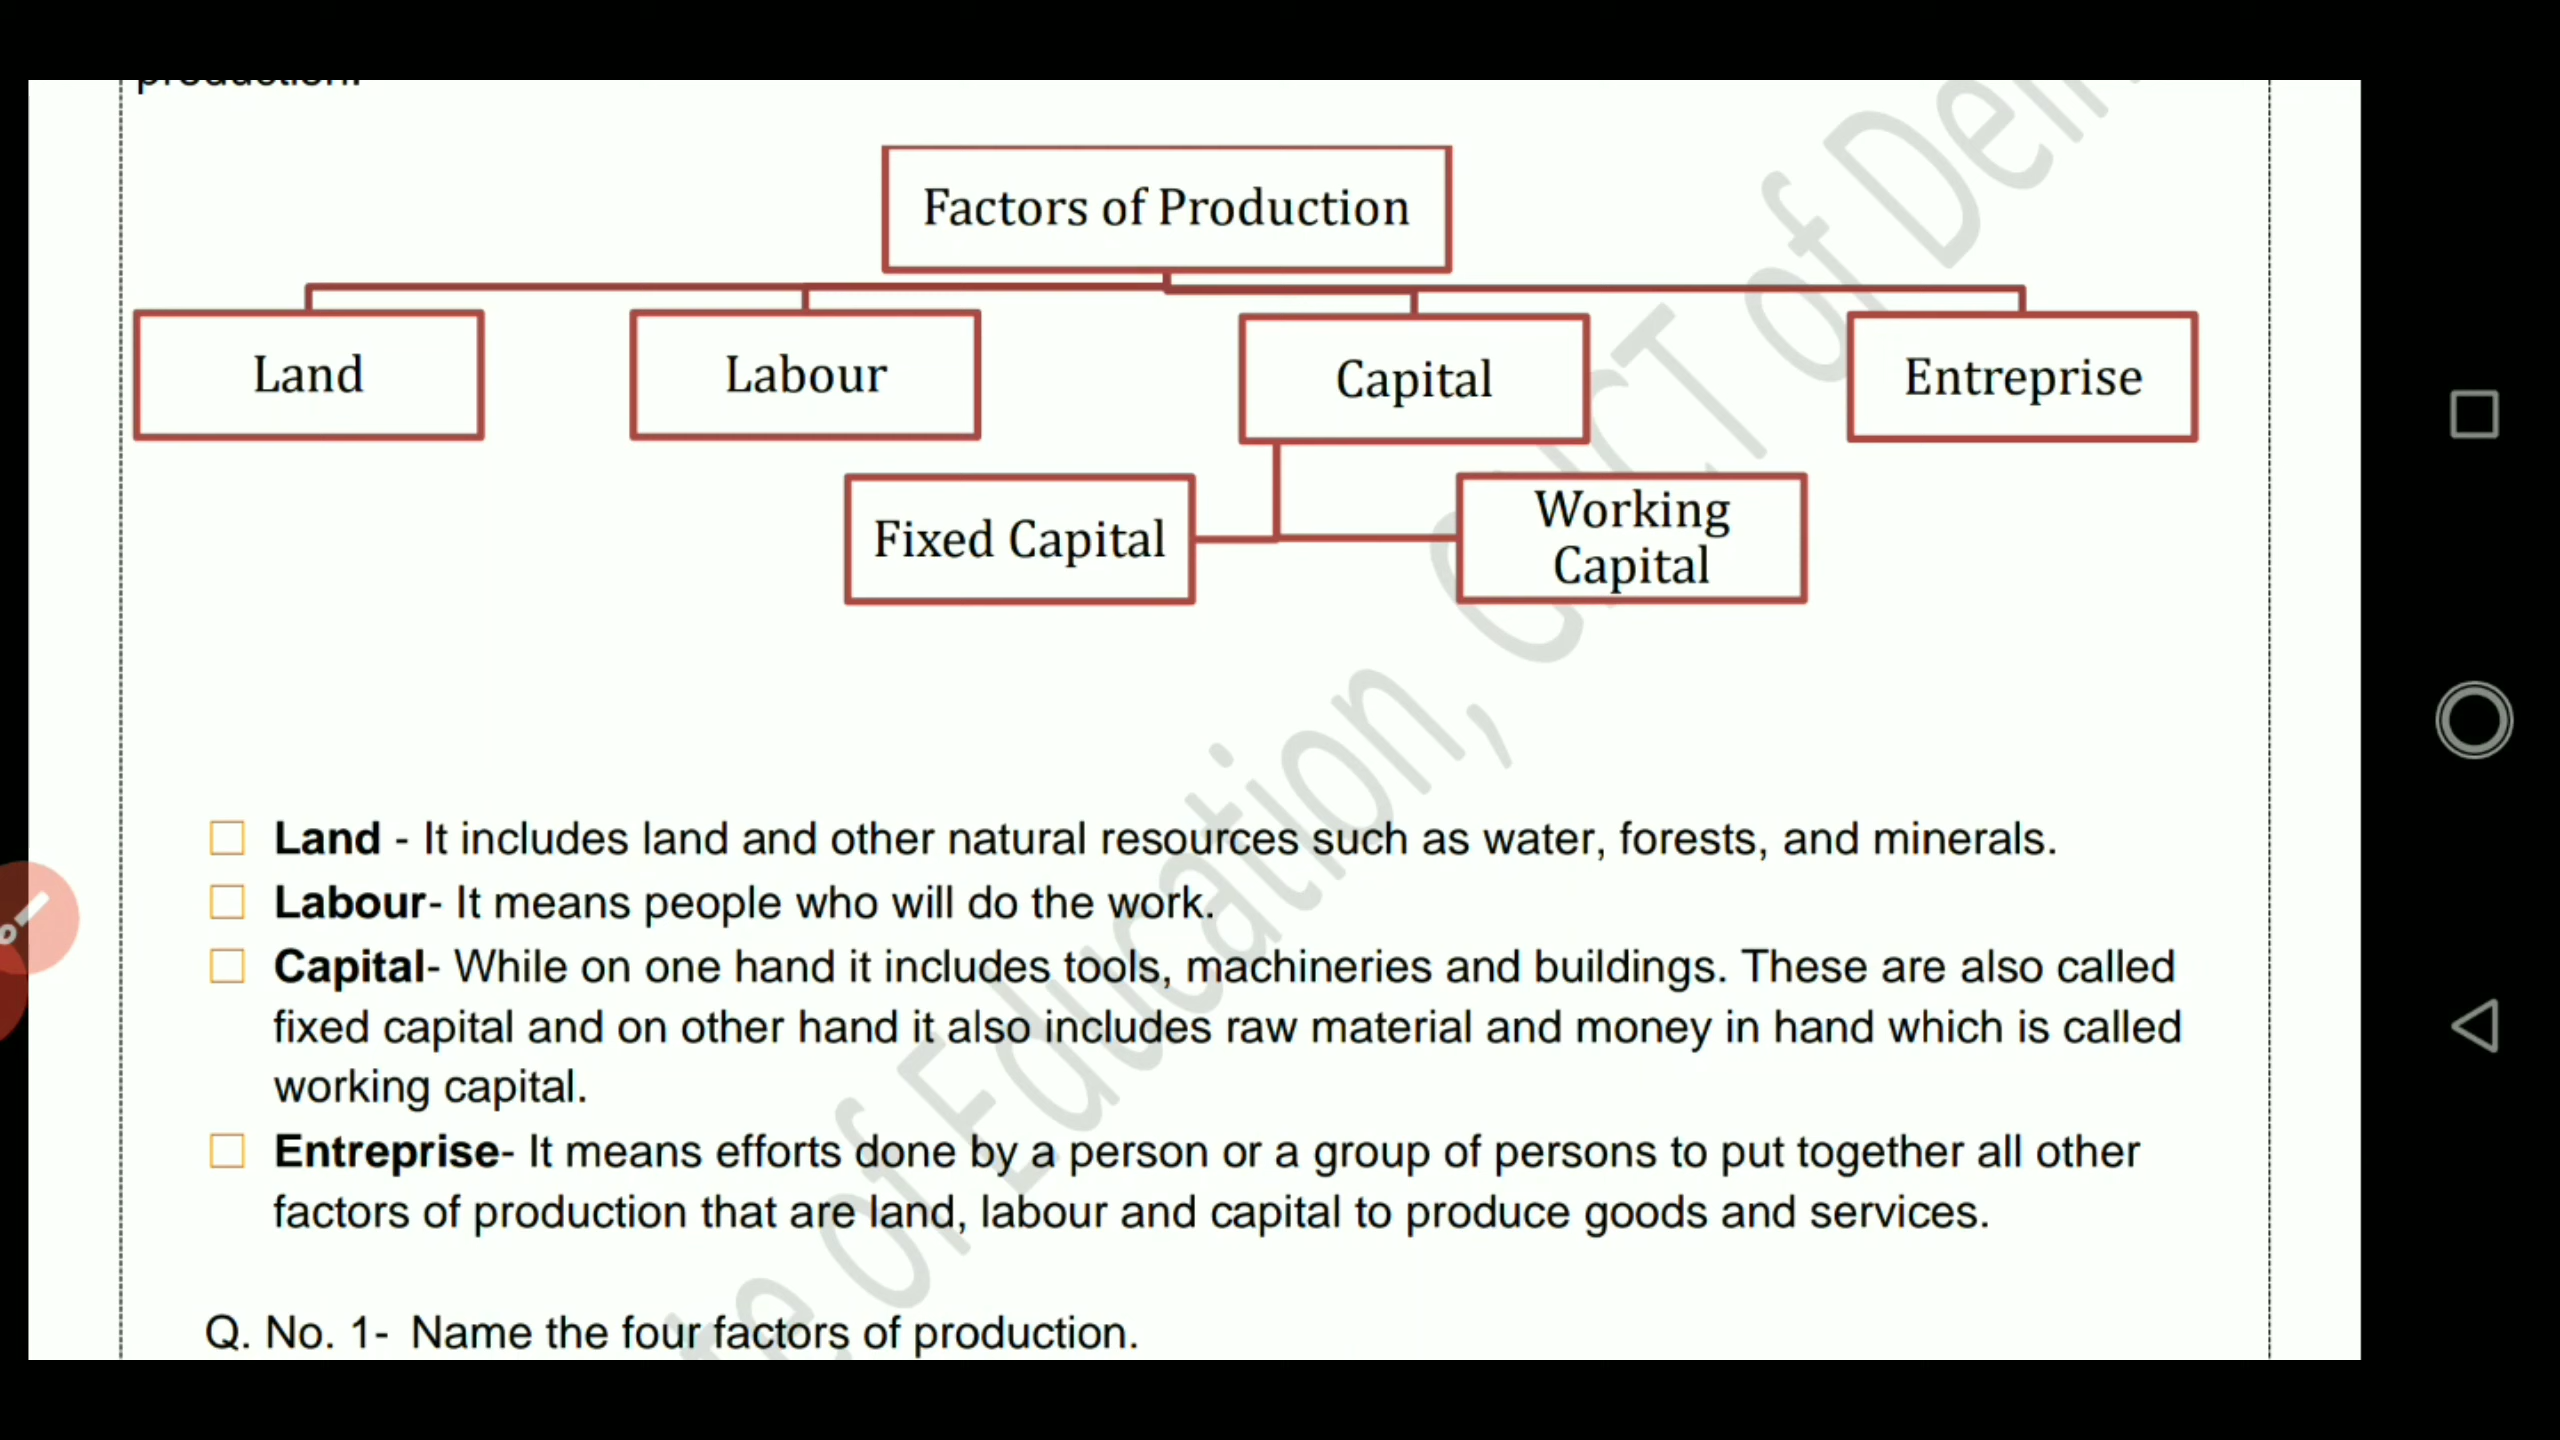 production.
Factors of Production
Land
Labour
Capital
Entreprise
Fixed Capital
Working
Capital
Land - It includes land and other natural resources such as water, forests, and minerals.
Labour- It means people who will do the work.
Capital- While on one hand it includes tools, machineries and buildings. These are also called
fixed capital and on other hand it also includes raw material and money in hand which is called
working capital.
Entreprise- It means efforts done by a person or a group of persons to put together all other
factors of production that are land, labour and capital to produce goods and services.
Q. No. 1- Name the four factors of production.
of Education, of